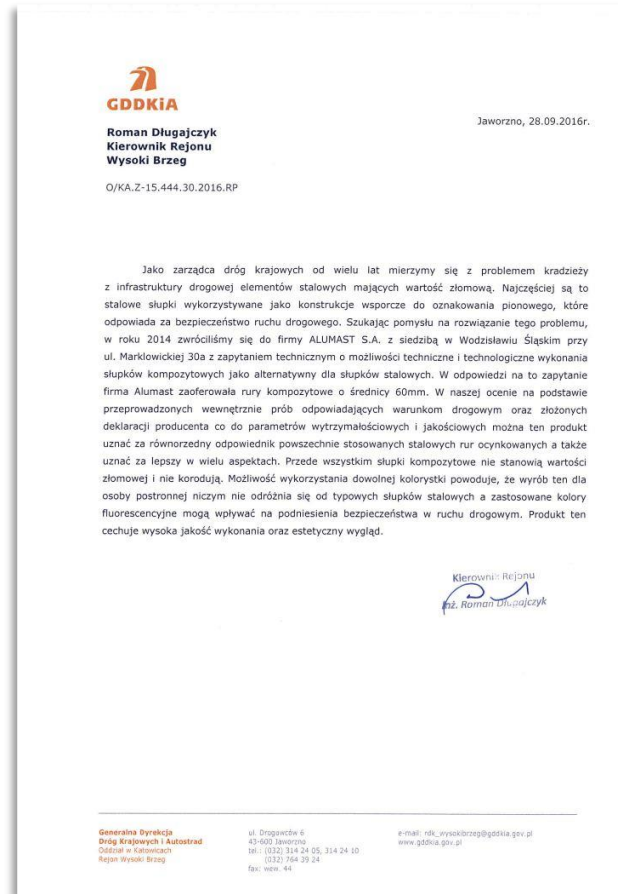 GDDKiA
Jaworzno, 28.09.2016r.
Roman Długajczyk
Kierownik Rejonu
Wysoki Brzeg
O/KA.Z-15.444.30.2016.RP
Jako zarządca dróg krajowych od wielu lat mierzymy się z problemem kradzieży
z infrastruktury drogowej elementów stalowych mających wartość złomową. Najczęściej są to
stalowe słupki wykorzystywane jako konstrukcje wsporcze do oznakowania pionowego, które
odpowiada za bezpieczeństwo ruchu drogowego. Szukając pomysłu na rozwiązanie tego problemu,
w roku 2014 zwróciliśmy się do firmy ALUMAST S.A. z siedzibą w Wodzisławiu Śląskim przy
ul. Marklowickiej 30a z zapytaniem technicznym o możliwości techniczne i technologiczne wykonania
słupków kompozytowych jako alternatywny dla słupków stalowych. W odpowiedzi na to zapytanie
firma Alumast zaoferowała rury kompozytowe o średnicy 60mm. W naszej ocenie na podstawie
przeprowadzonych wewnętrznie prób odpowiadających warunkom drogowym oraz złożonych
deklaracji producenta co do parametrów wytrzymałościowych i jakościowych można ten produkt
uznać za równorzędny odpowiednik powszechnie stosowanych stalowych rur ocynkowanych a także
uznać za lepszy w wielu aspektach. Przede wszystkim słupki kompozytowe nie stanowią wartości
złomowej i nie korodują. Możliwość wykorzystania dowolnej kolorystki powoduje, że wyrób ten dla
osoby postronnej niczym nie odróżnia się od typowych słupków stalowych a zastosowane kolory
fluorescencyjne mogą wpływać na podniesienia bezpieczeństwa w ruchu drogowym. Produkt ten
cechuje wysoka jakość wykonania oraz estetyczny wygląd.
Kierownik Rejonu
inż. Roman Długajczyk
Generalna Dyrekcja
Dróg Krajowych i Autostrad
Oddział w Katowicach
Rejon Wysoki Brzeg
ul. Drogowców 6
43-600 Jaworzno
tel.: (032) 314 24 05, 314 24 10
(032) 764 39 24
fax: wew. 44
e-mail: rdk_wysokibrzeg@gddkia.gov.pl
www.gddkia.gov.pl